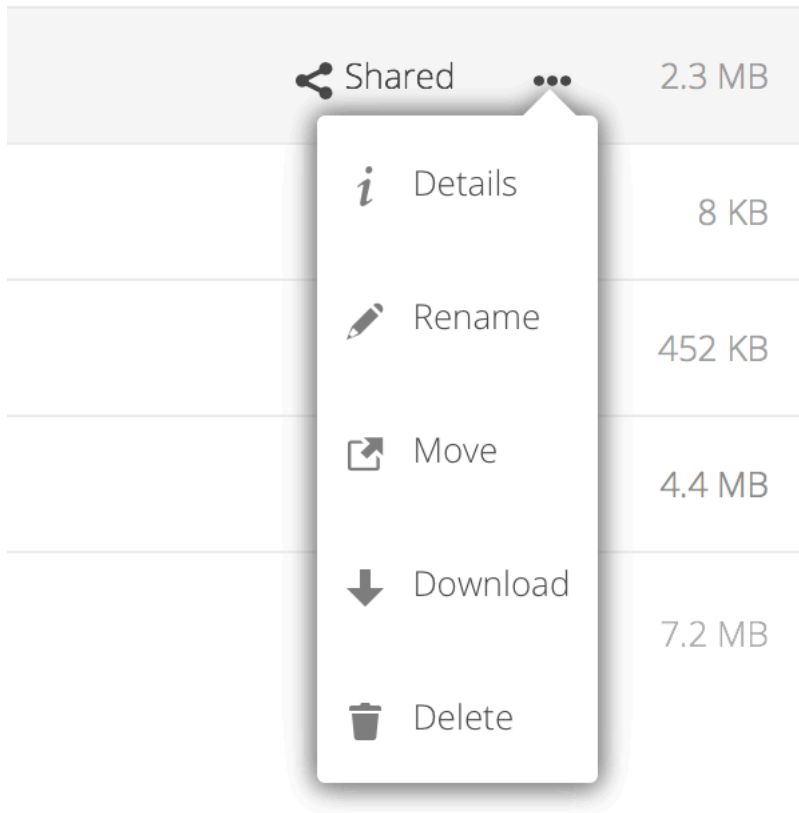 Shared ••• 2.3 MB
Details
8 KB
Rename
452 KB
Move
4.4 MB
Download
7.2 MB
Delete